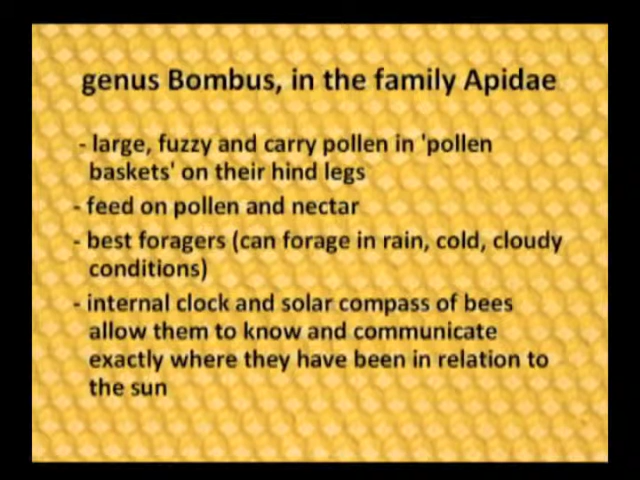 genus Bombus, in the family Apidae
- large, fuzzy and carry pollen in 'pollen
baskets' on their hind legs
- feed on pollen and nectar
- best foragers (can forage in rain, cold, cloudy
conditions)
- internal clock and solar compass of bees
allow them to know and communicate
exactly where they have been in relation to
the sun